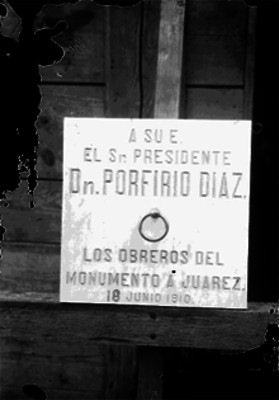 A SU E.
EL Sr. PRESIDENTE
Dn. PORFIRIO DIAZ.
LOS OBREROS DEL
MONUMENTO Á JUAREZ.
18 JUNIO 1910.